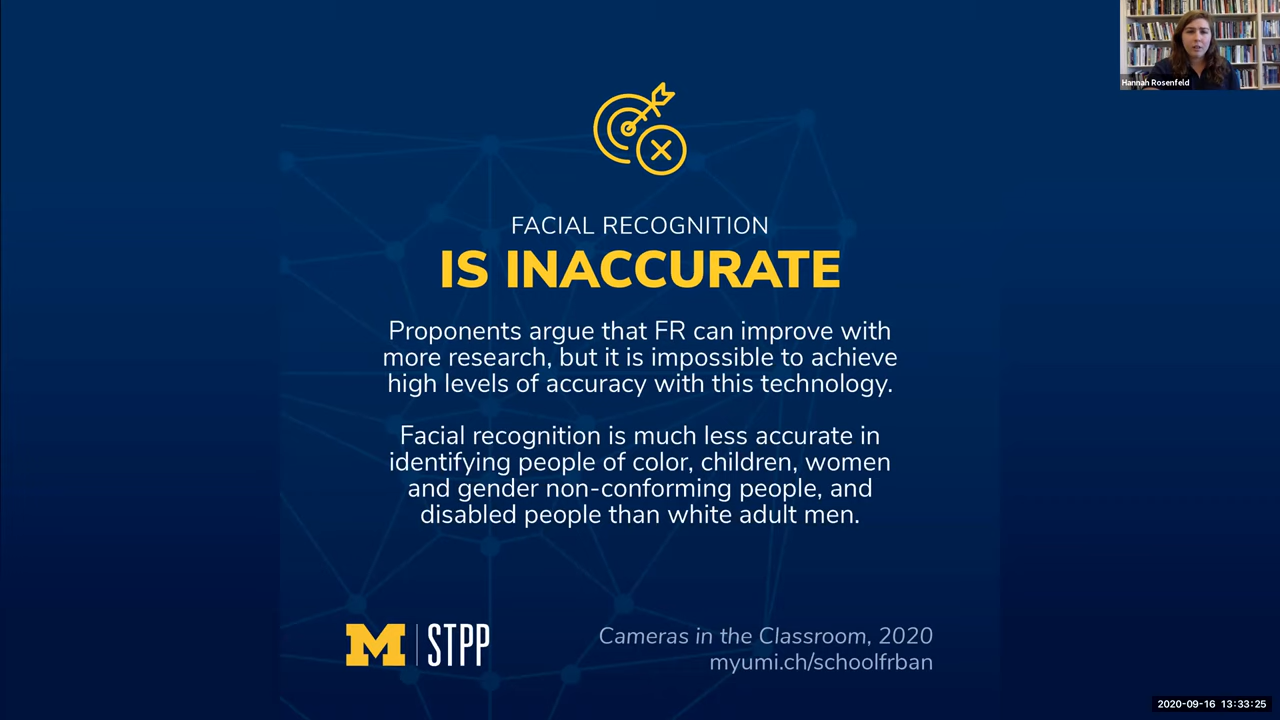 Hannah Rosenfeld
FACIAL RECOGNITION
IS INACCURATE
Proponents argue that FR can improve with
more research, but it is impossible to achieve
high levels of accuracy with this technology.
Facial recognition is much less accurate in
identifying people of color, children, women
and gender non-conforming people, and
disabled people than white adult men.
M STPP
Cameras in the Classroom, 2020
myumi.ch/schoolfrban
2020-09-16 13:33:25